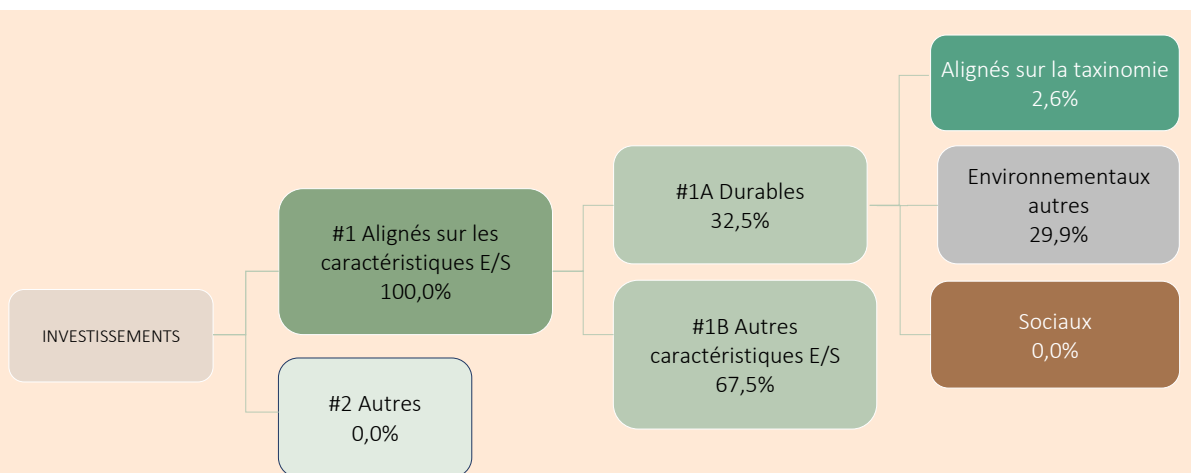 INVESTISSEMENTS
#1 Alignés sur les
caractéristiques E/S
100,0%
#2 Autres
0,0%
#1A Durables
32,5%
#1B Autres
caractéristiques E/S
67,5%
Alignés sur la taxinomie
2,6%
Environnementaux
autres
29,9%
Sociaux
0,0%